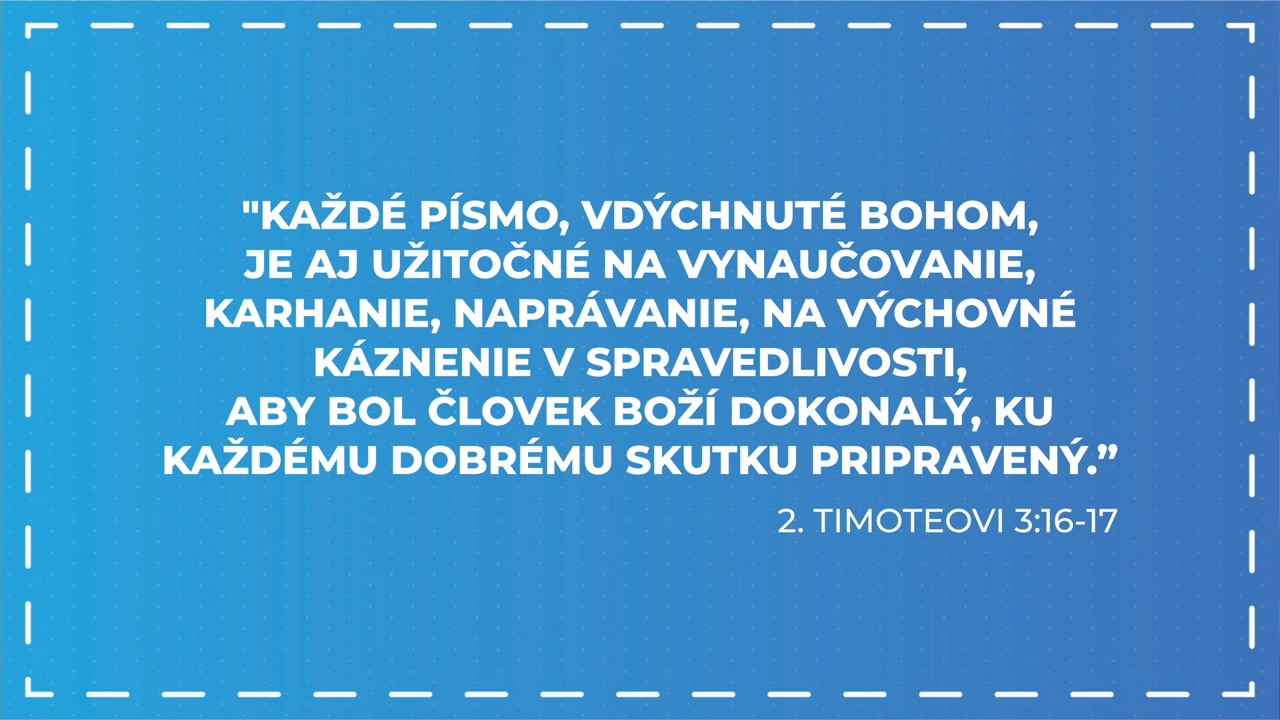 "KAŽDÉ PÍSMO, VDÝCHNUTÉ BOHOM,
JE AJ UŽITOČNÉ NA VYNAUČOVANIE,
KARHANIE, NAPRÁVANIE, NA VÝCHOVNÉ
KÁZNENIE V SPRAVEDLIVOSTI,
ABY BOL ČLOVEK BOŽÍ DOKONALÝ, KU
KAŽDÉMU DOBRÉMU SKUTKU PRIPRAVENÝ.”
2. TIMOTEOVI 3:16-17